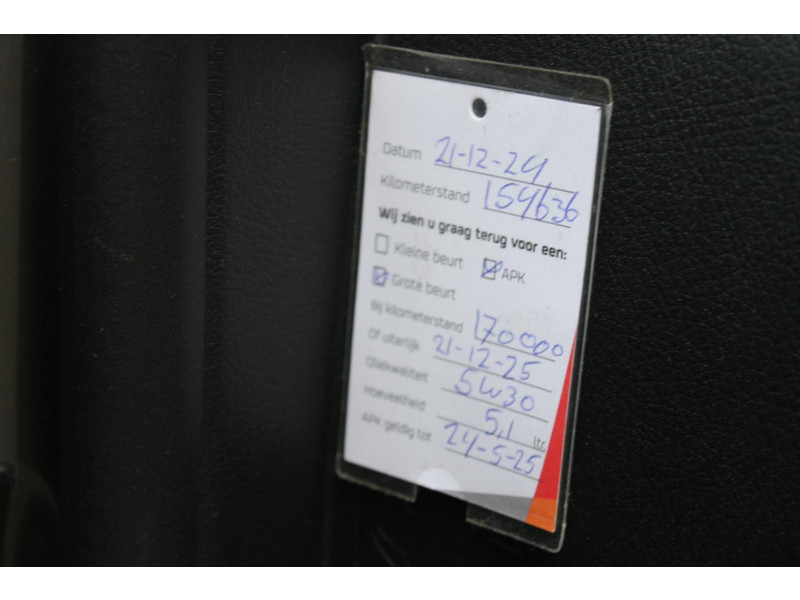 Datum 21-12-24
Kilometerstand 154636
Wij zien u graag terug voor een:
Kleine beurt APK
Grote beurt
Bij kilometerstand 170000
Of uiterlijk 21-12-25
Oliekwaliteit 5W30
Hoeveelheid 5,1 ltr.
APK geldig tot 24-5-25